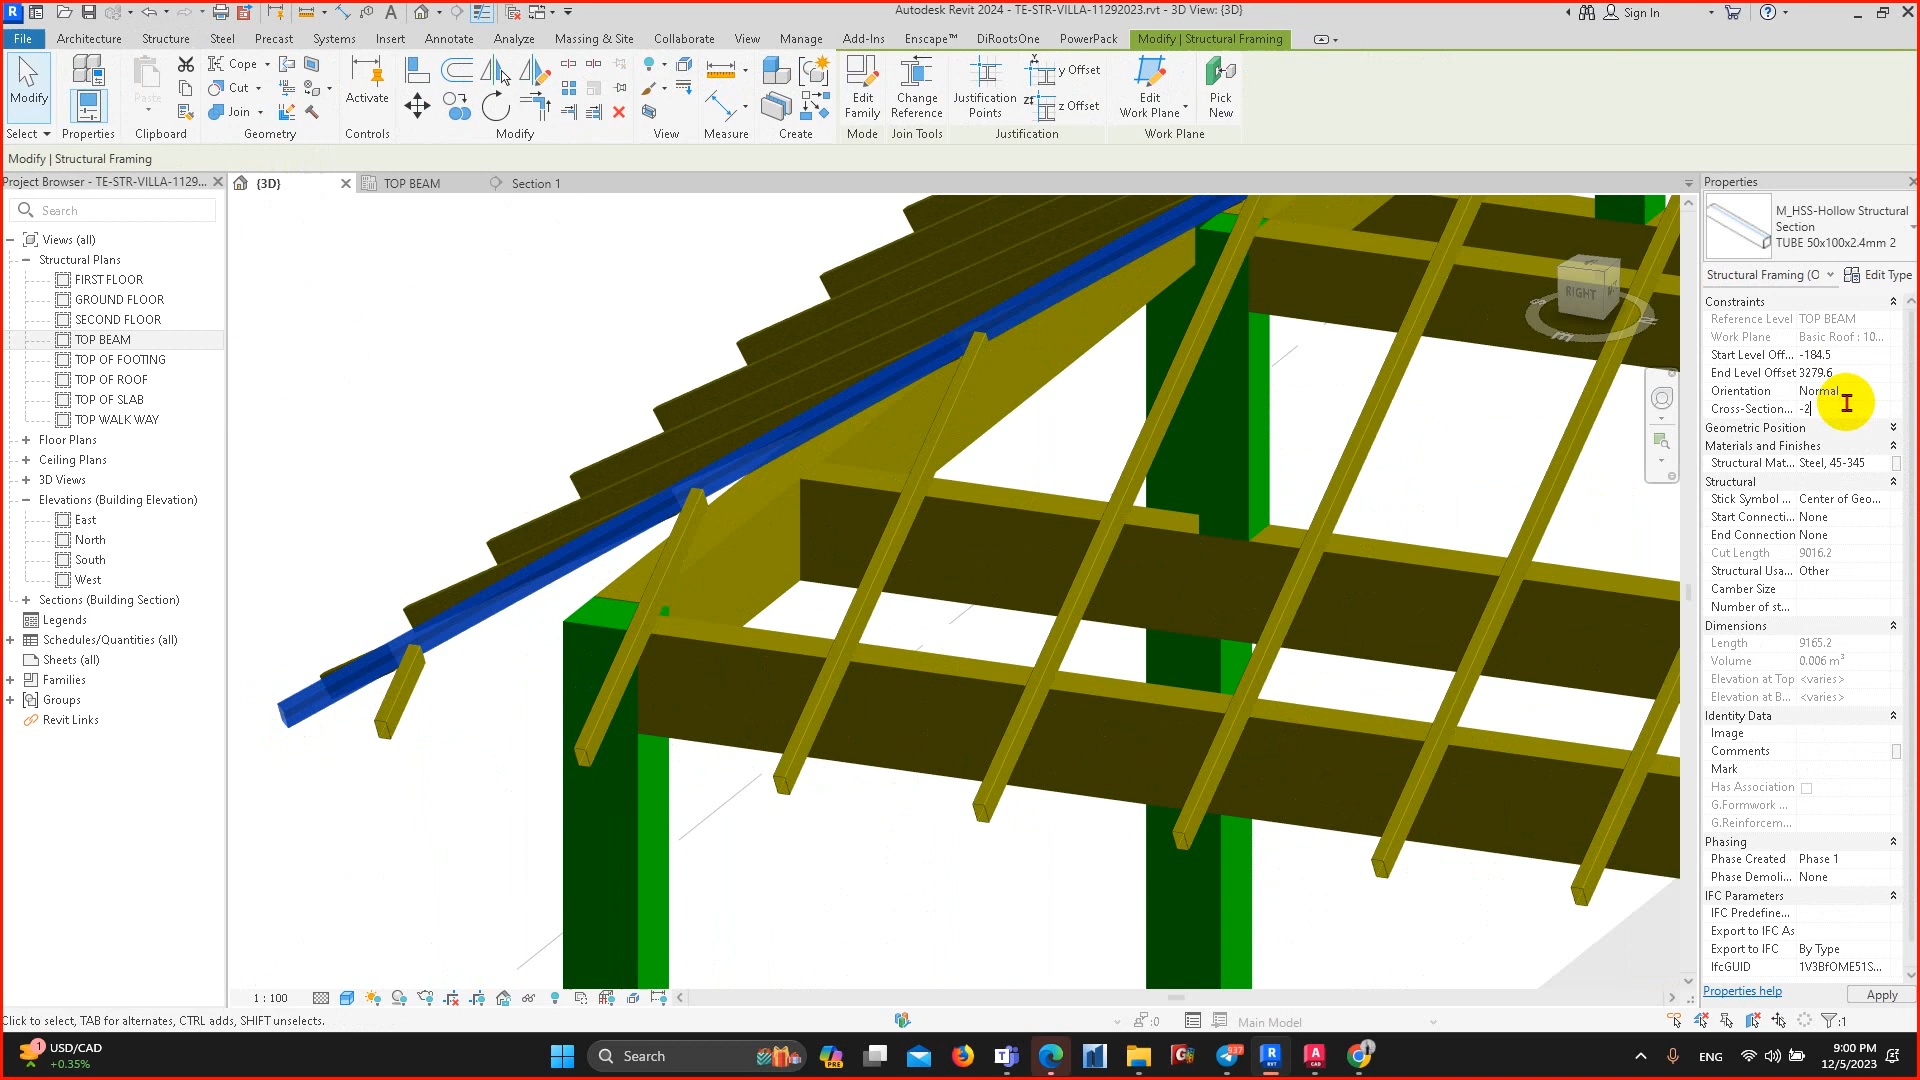 Autodesk Revit 2024 - TE-STR-VILLA-11292023.rvt - 3D View: {3D}
Sign In
File
Architecture
Structure
Steel
Precast
Systems
Insert
Annotate
Analyze
Massing & Site
Collaborate
View
Manage
Add-Ins
Enscape™
DiRootsOne
PowerPack
Modify | Structural Framing
Modify
Paste
Cope
Cut
Join
Activate
Edit
Family
Change
Reference
Justification
Points
y Offset
z Offset
Edit
Work Plane
Pick
New
Select
Properties
Clipboard
Geometry
Controls
Modify
View
Measure
Create
Mode
Join Tools
Justification
Work Plane
Modify | Structural Framing
Project Browser - TE-STR-VILLA-1129...
{3D}
TOP BEAM
Section 1
Search
Views (all)
Structural Plans
FIRST FLOOR
GROUND FLOOR
SECOND FLOOR
TOP BEAM
TOP OF FOOTING
TOP OF ROOF
TOP OF SLAB
TOP WALK WAY
Floor Plans
Ceiling Plans
3D Views
Elevations (Building Elevation)
East
North
South
West
Sections (Building Section)
Legends
Schedules/Quantities (all)
Sheets (all)
Families
Groups
Revit Links
RIGHT
Properties
M_HSS-Hollow Structural
Section
TUBE 50x100x2.4mm 2
Structural Framing (O
Edit Type
Constraints
Reference Level TOP BEAM
Work Plane Basic Roof : 10...
Start Level Off... -184.5
End Level Offset 3279.6
Orientation Normal
Cross-Section... -2
Geometric Position
Materials and Finishes
Structural Mat... Steel, 45-345
Structural
Stick Symbol ... Center of Geo...
Start Connecti... None
End Connection None
Cut Length 9016.2
Structural Usa... Other
Camber Size
Number of st...
Dimensions
Length 9165.2
Volume 0.006 m³
Elevation at Top <varies>
Elevation at B... <varies>
Identity Data
Image
Comments
Mark
Has Association
G.Formwork ...
G.Reinforcem...
Phasing
Phase Created Phase 1
Phase Demoli... None
IFC Parameters
IFC Predefine...
Export to IFC As
Export to IFC By Type
IfcGUID 1V3BfOME51S...
Properties help
Apply
1 : 100
Click to select, TAB for alternates, CTRL adds, SHIFT unselects.
:0
Main Model
:1
1
USD/CAD
+0.35%
Search
PRE
937
ENG
9:00 PM
12/5/2023